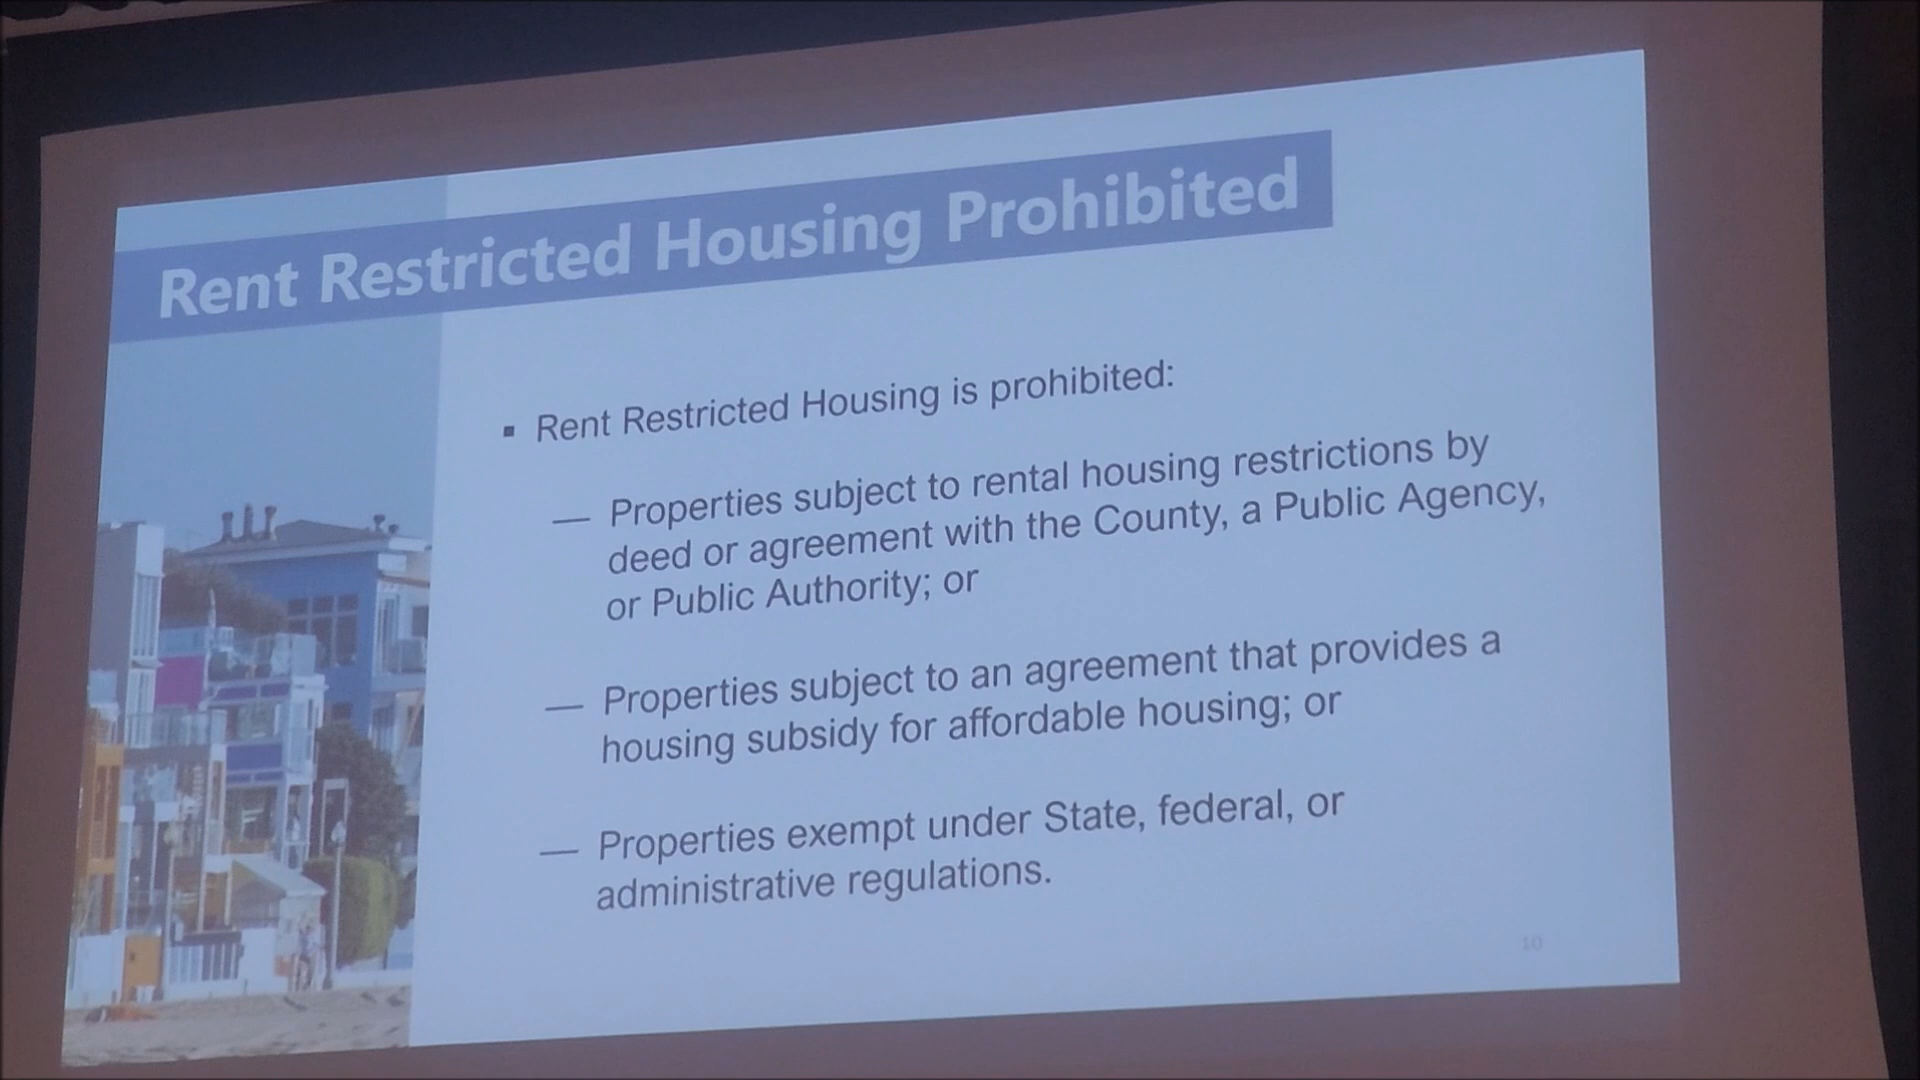 Rent Restricted Housing Prohibited
▪ Rent Restricted Housing is prohibited:
— Properties subject to rental housing restrictions by
deed or agreement with the County, a Public Agency,
or Public Authority; or
— Properties subject to an agreement that provides a
housing subsidy for affordable housing; or
— Properties exempt under State, federal, or
administrative regulations.
10